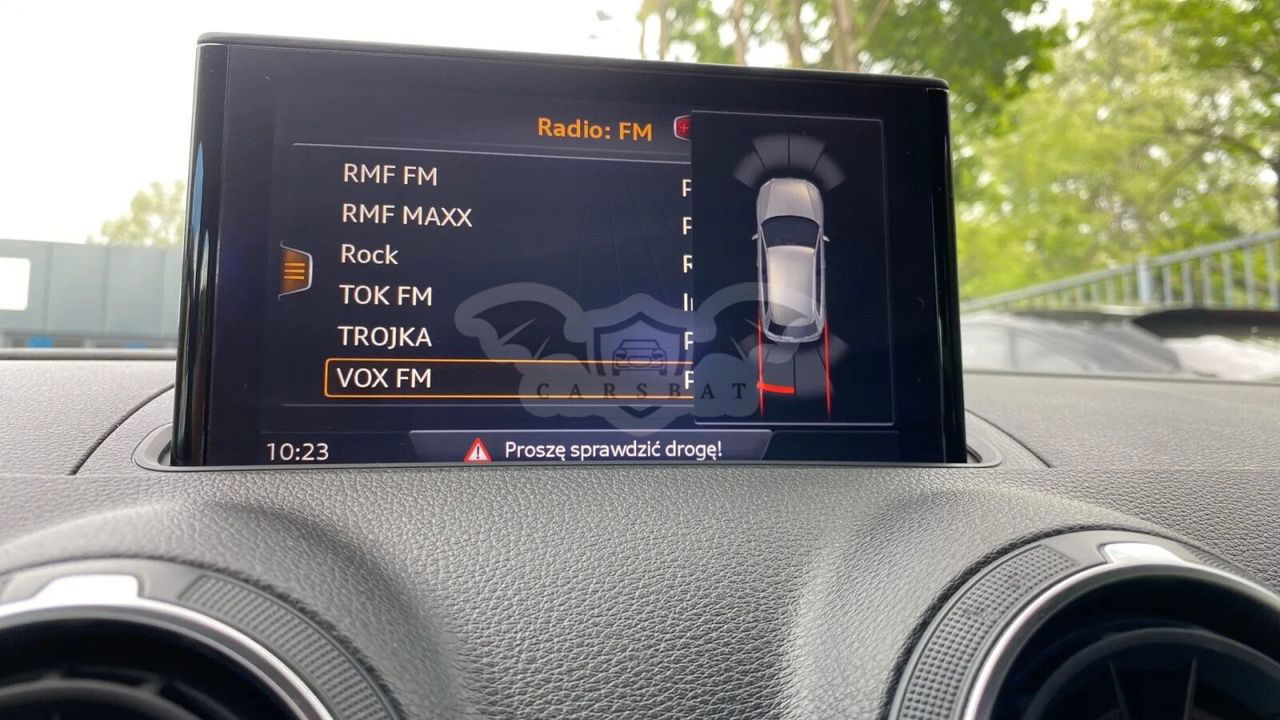 Radio: FM
RMF FM P
RMF MAXX P
Rock R
TOK FM
TROJKA P
VOX FM P
CARSBAT
10:23 Proszę sprawdzić drogę!